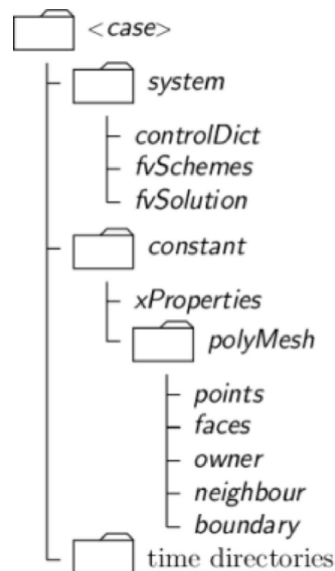 <case>
system
controlDict
fvSchemes
fvSolution
constant
xProperties
polyMesh
points
faces
owner
neighbour
boundary
time directories